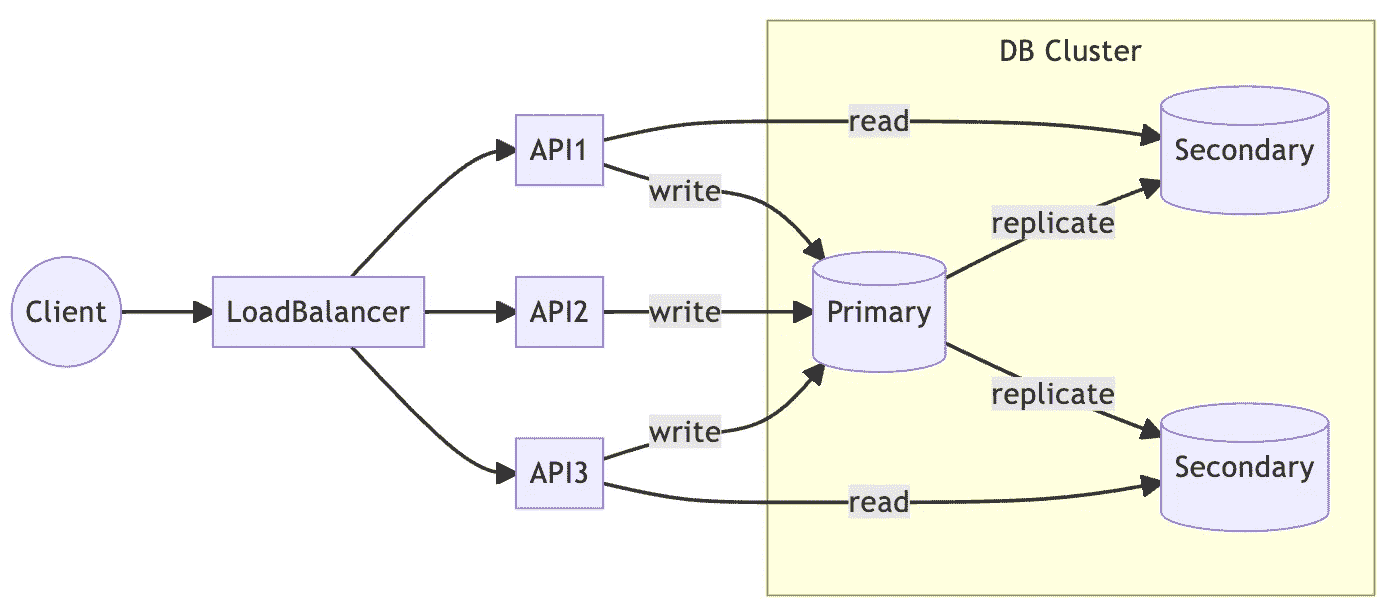 DB Cluster
read
API1
Secondary
write
replicate
Client
LoadBalancer
API2
write
Primary
replicate
write
API3
Secondary
read